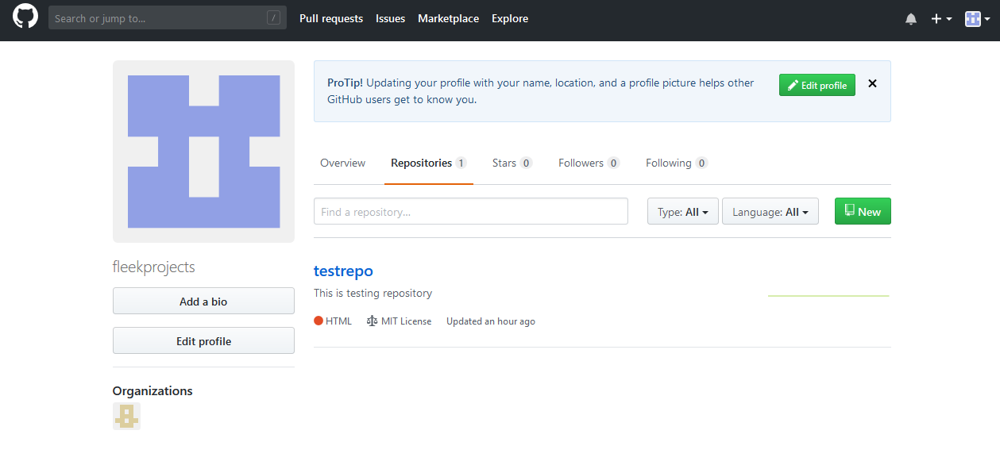 Search or jump to... / Pull requests Issues Marketplace Explore
ProTip! Updating your profile with your name, location, and a profile picture helps other
GitHub users get to know you.
Edit profile
Overview Repositories 1 Stars 0 Followers 0 Following 0
Find a repository... Type: All Language: All New
fleekprojects
Add a bio
Edit profile
Organizations
testrepo
This is testing repository
HTML MIT License Updated an hour ago